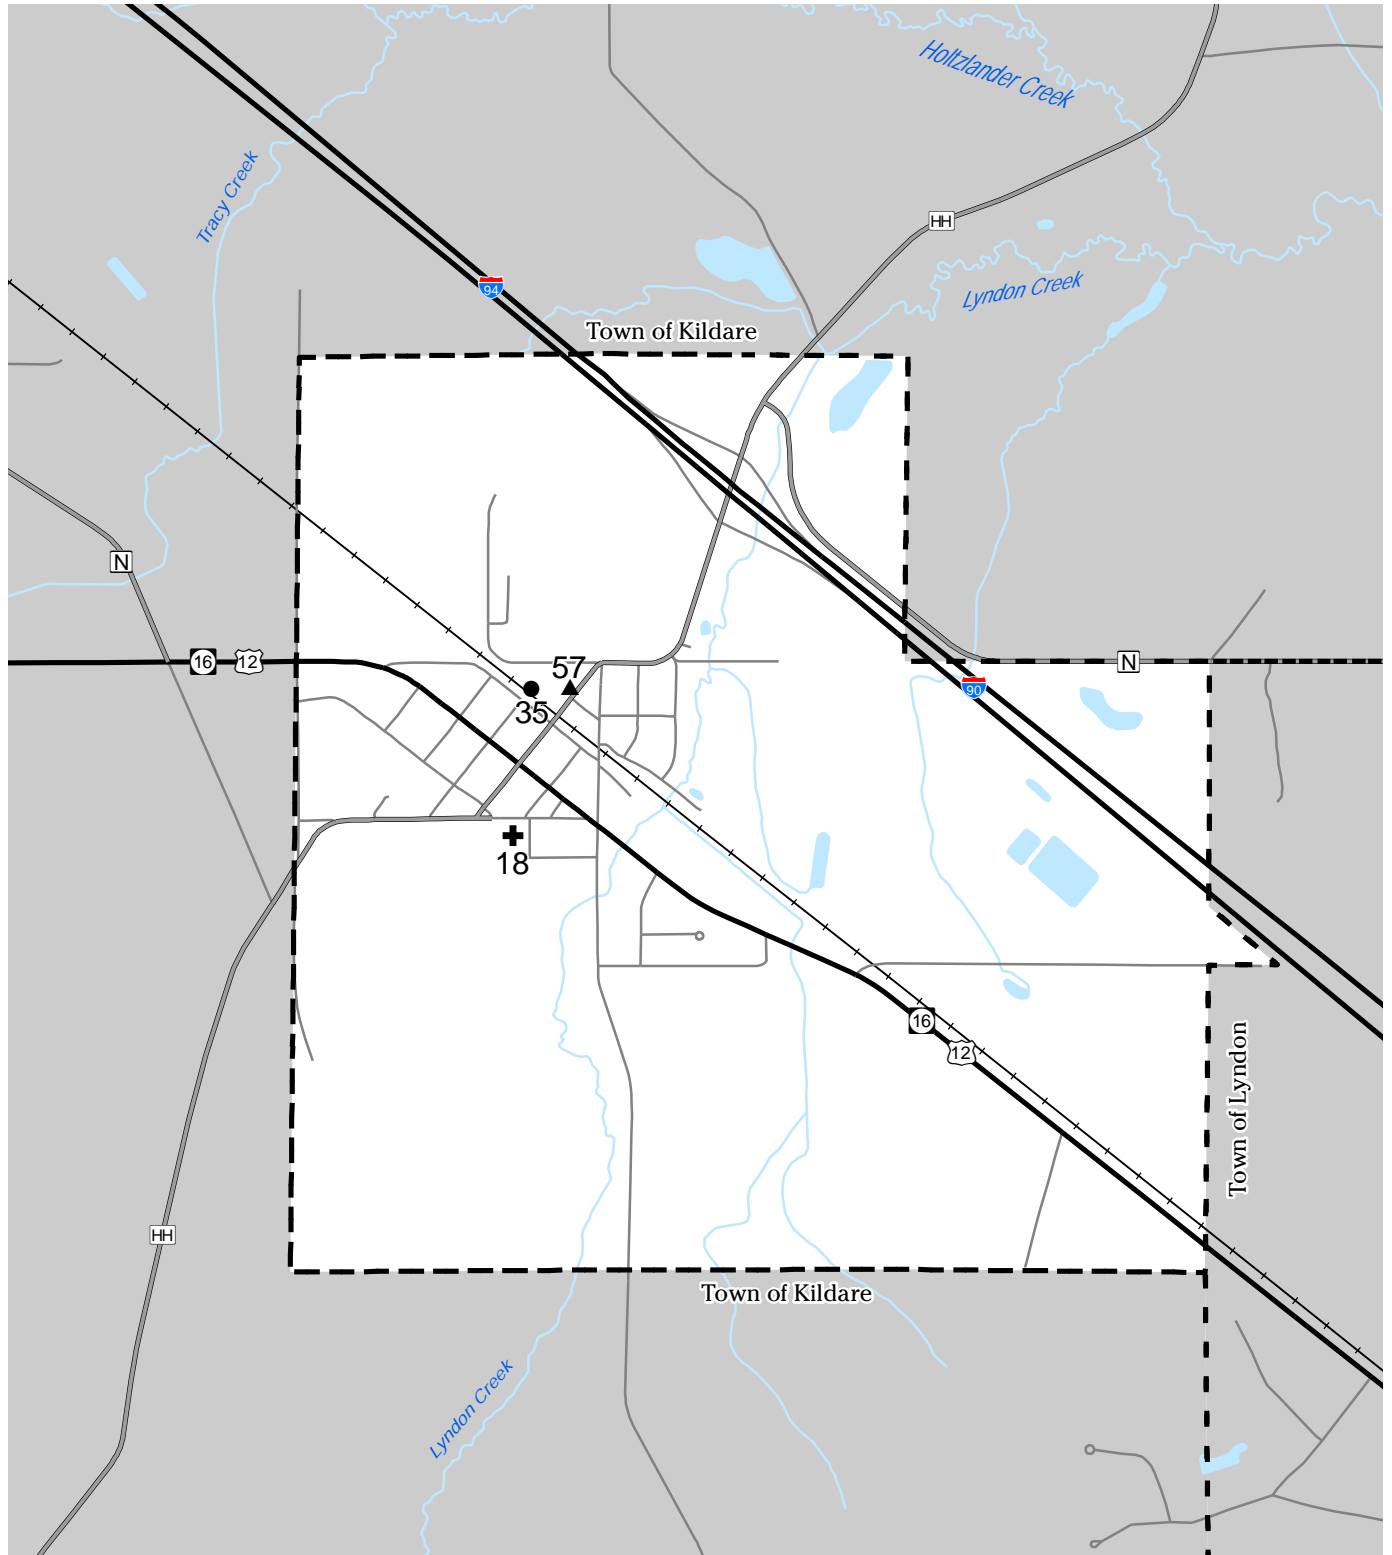 Holtzlander Creek
Tracy Creek
HH
94
Lyndon Creek
Town of Kildare
N
16
12
57
N
90
35
18
16
12
Town of Lyndon
HH
Town of Kildare
Lyndon Creek